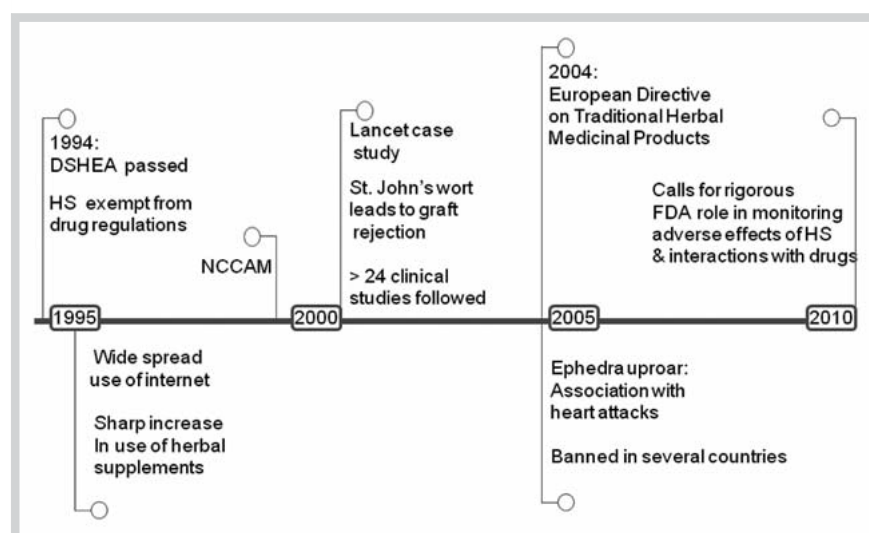 1994:
DSHEA passed
HS exempt from
drug regulations
NCCAM
Lancet case
study
St. John's wort
leads to graft
rejection
> 24 clinical
studies followed
2004:
European Directive
on Traditional Herbal
Medicinal Products
Calls for rigorous
FDA role in monitoring
adverse effects of HS
& interactions with drugs
1995
2000
2005
2010
Wide spread
use of internet
Sharp increase
In use of herbal
supplements
Ephedra uproar:
Association with
heart attacks
Banned in several countries